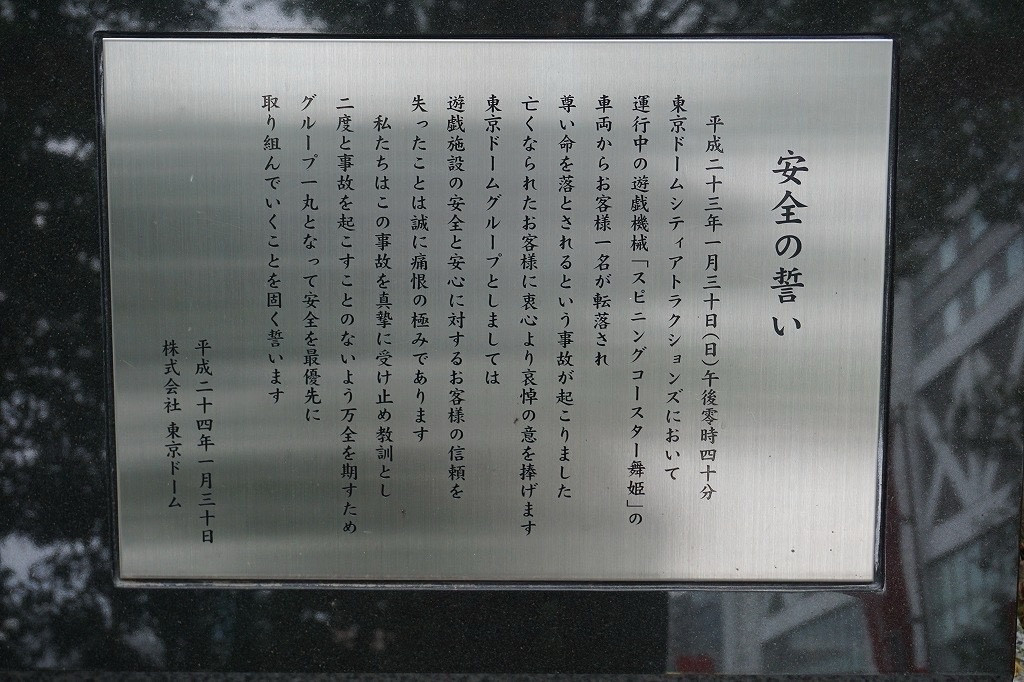 安全の誓い
平成二十三年一月三十日（日）午後零時四十分
東京ドームシティアトラクションズにおいて
運行中の遊戯機械「スピニングコースター舞姫」の
車両からお客様一名が転落され
尊い命を落とされるという事故が起こりました
亡くなられたお客様に衷心より哀悼の意を捧げます
東京ドームグループとしましては
遊戯施設の安全と安心に対するお客様の信頼を
失ったことは誠に痛恨の極みであります
私たちはこの事故を真摯に受け止め教訓とし
二度と事故を起こすことのないよう万全を期すため
グループ一丸となって安全を最優先に
取り組んでいくことを固く誓います
平成二十四年一月三十日
株式会社 東京ドーム